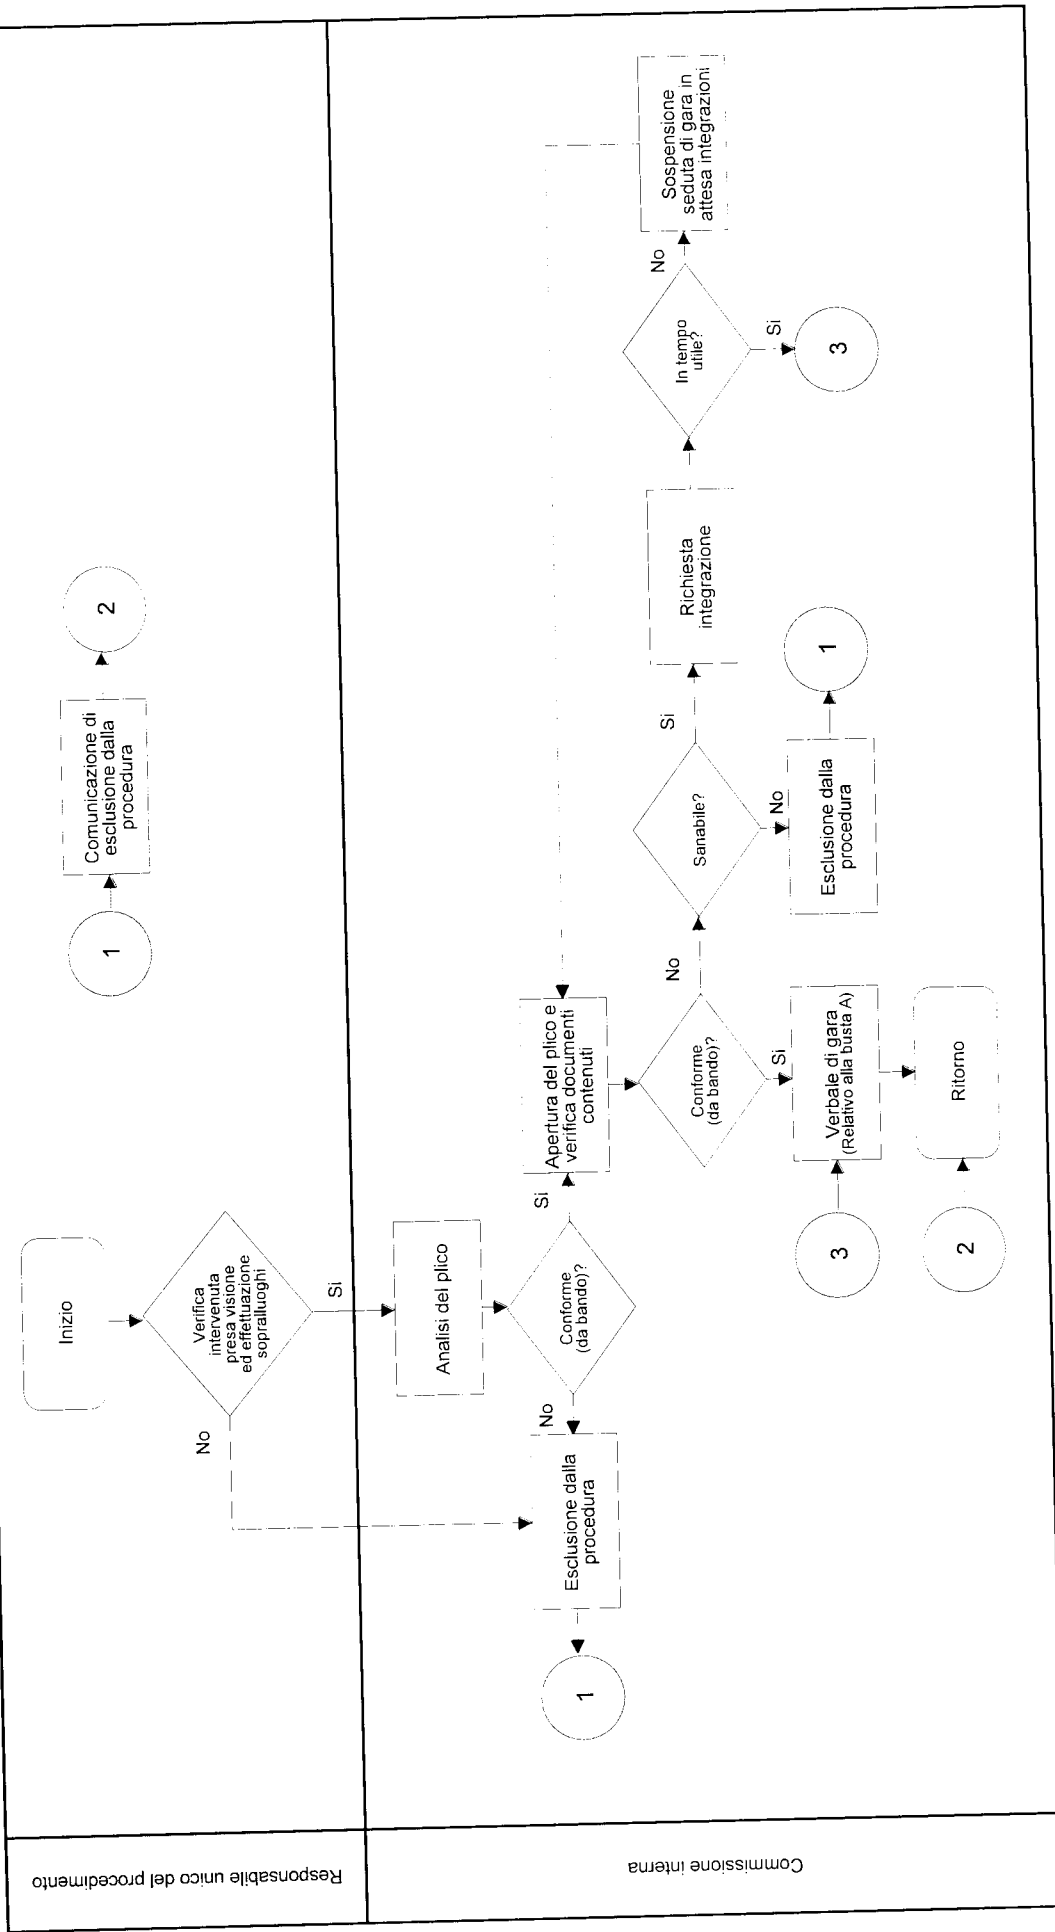 Responsabile unico del procedimento
Inizio
Verifica
intervenuta
presa visione
ed effettuazione
sopralluoghi
No
Si
1
Comunicazione di
esclusione dalla
procedura
2
Commissione interna
Analisi del plico
Conforme
(da bando)?
No
Si
Esclusione dalla
procedura
1
Apertura del plico e
verifica documenti
contenuti
Conforme
(da bando)?
No
Si
Sanabile?
Si
No
Richiesta
integrazione
In tempo
utile?
No
Si
Sospensione
seduta di gara in
attesa integrazioni
3
Esclusione dalla
procedura
1
3
Verbale di gara
(Relativo alla busta A)
2
Ritorno